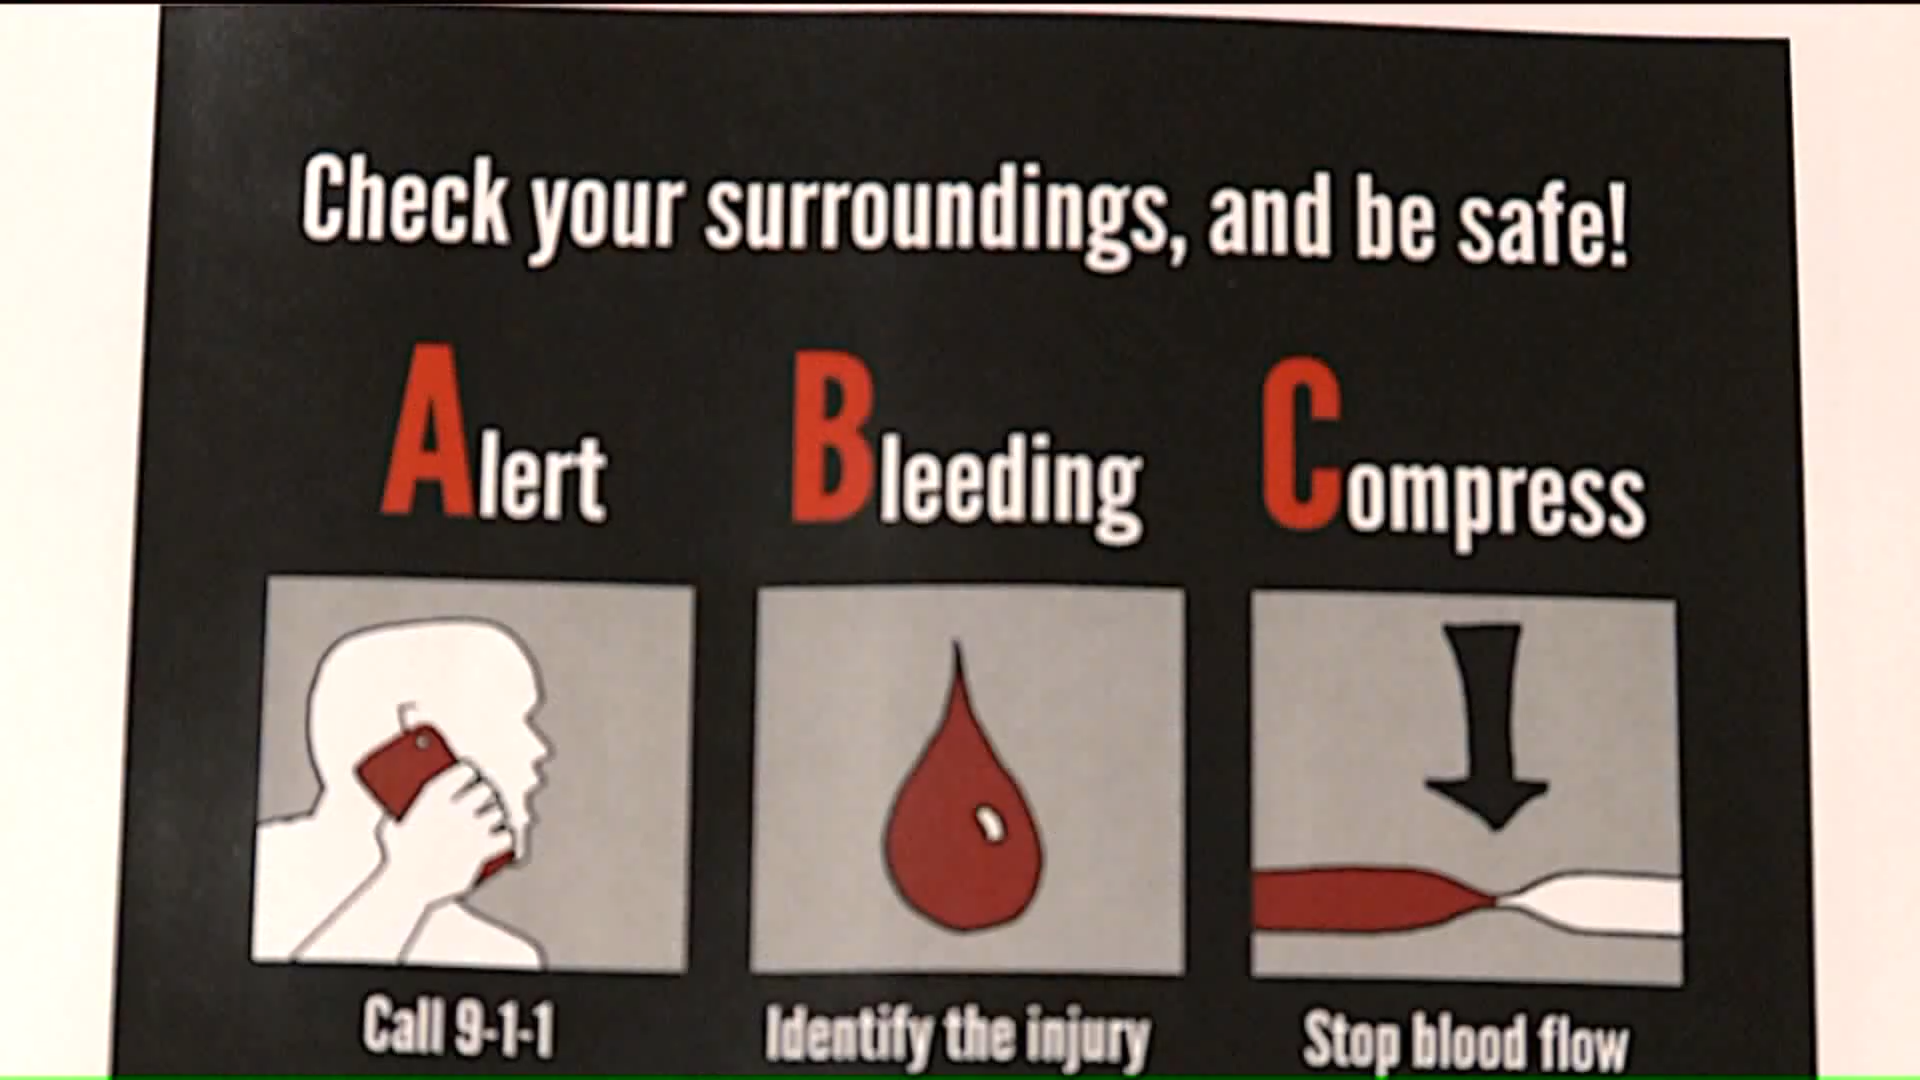 Check your surroundings, and be safe!
Alert Bleeding Compress
Call 9-1-1 Identify the injury Stop blood flow